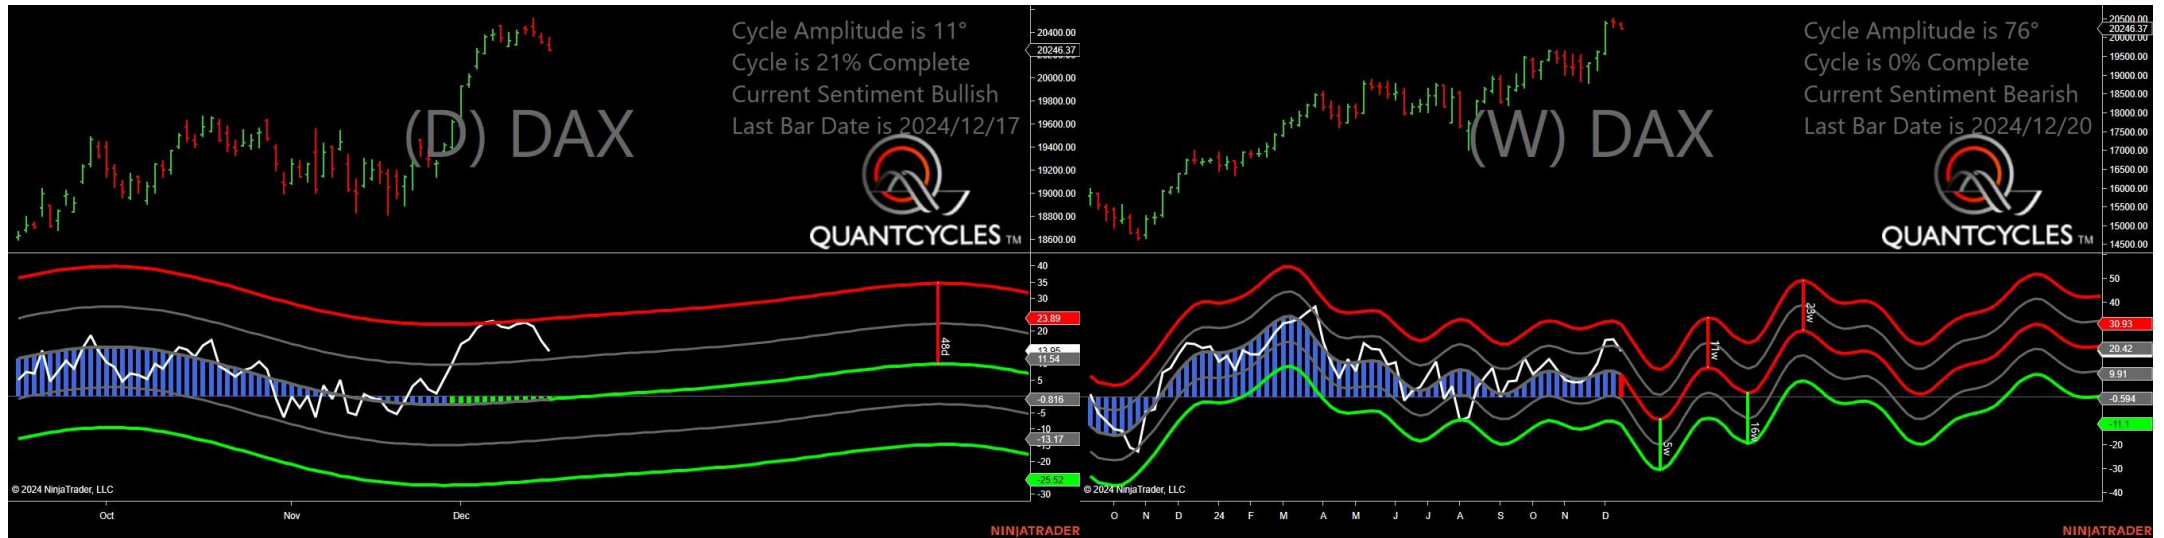 Cycle Amplitude is 11°
Cycle is 21% Complete
Current Sentiment Bullish
Last Bar Date is 2024/12/17
(D) DAX
QUANTCYCLES TM
20400.00
20246.37
20000.00
19800.00
19600.00
19400.00
19200.00
19000.00
18800.00
18600.00
40
35
30
23.89
20
13.95
11.54
5
-0.816
-5
-10
-13.17
-20
-25.52
-30
48d
© 2024 NinjaTrader, LLC
Oct Nov Dec
NINJATRADER
Cycle Amplitude is 76°
Cycle is 0% Complete
Current Sentiment Bearish
Last Bar Date is 2024/12/20
(W) DAX
QUANTCYCLES TM
20500.00
20246.37
20000.00
19500.00
19000.00
18500.00
18000.00
17500.00
17000.00
16500.00
16000.00
15500.00
15000.00
14500.00
50
40
30.93
20.42
9.91
-0.594
-11.1
-20
-30
-40
5w
11w
16w
23w
© 2024 NinjaTrader, LLC
O N D 24 F M A M J J A S O N D
NINJATRADER